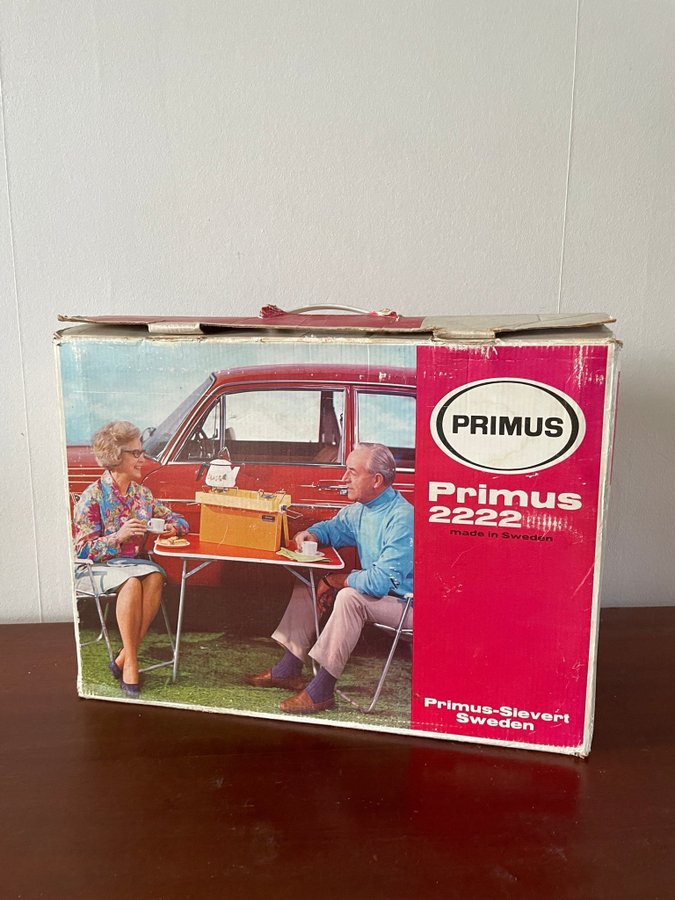 PRIMUS
Primus
2222
made in Sweden
Primus-Sievert
Sweden